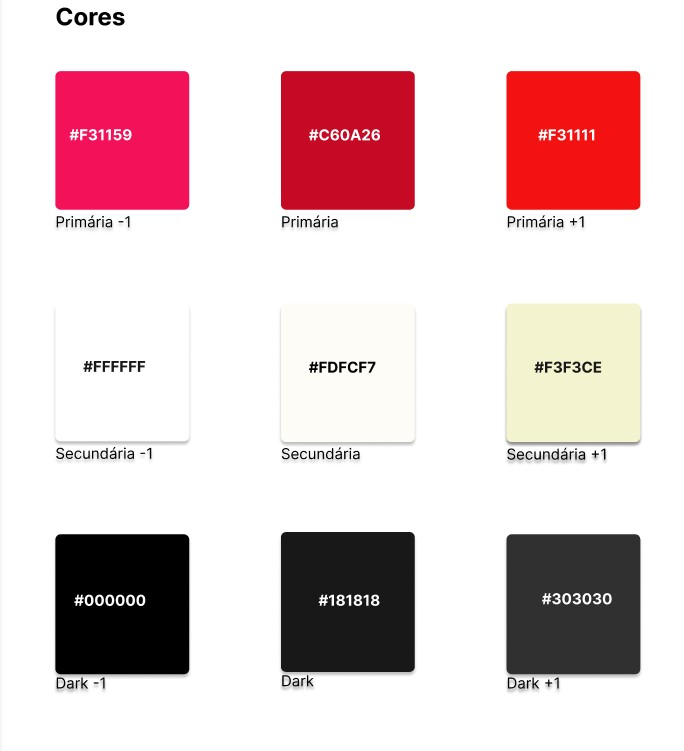 Cores
#F31159
#C60A26
#F31111
Primária -1
Primária
Primária +1
#FFFFFF
#FDFCF7
#F3F3CE
Secundária -1
Secundária
Secundária +1
#000000
#181818
#303030
Dark -1
Dark
Dark +1